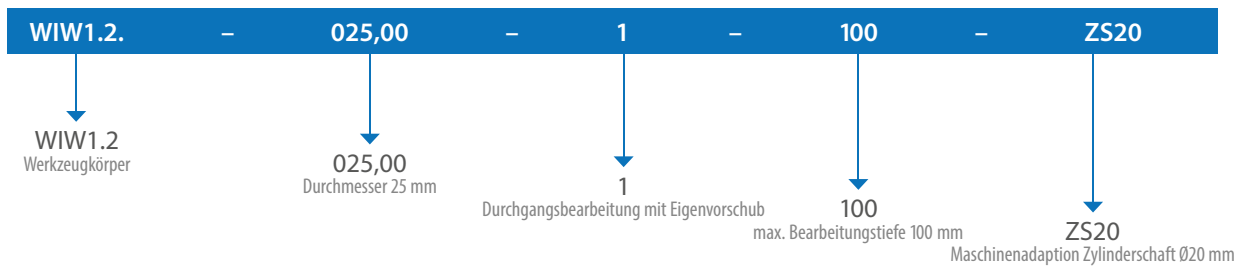 WIW1.2. – 025,00 – 1 – 100 – ZS20
WIW1.2
Werkzeugkörper
025,00
Durchmesser 25 mm
1
Durchgangsbearbeitung mit Eigenvorschub
100
max. Bearbeitungstiefe 100 mm
ZS20
Maschinenadaption Zylinderschaft Ø20 mm